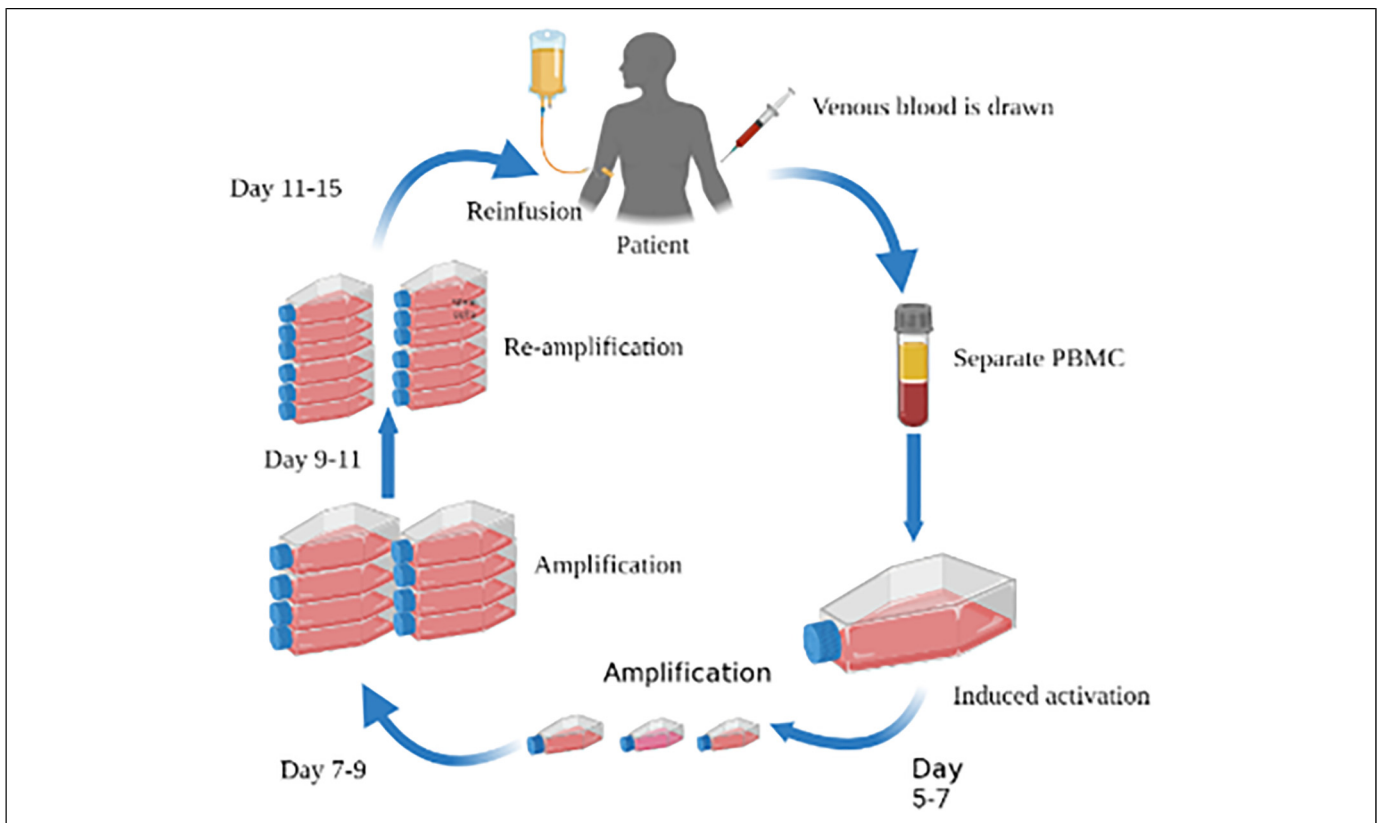 Venous blood is drawn
Day 11-15
Reinfusion
Patient
Separate PBMC
Re-amplification
Day 9-11
Amplification
Amplification
Induced activation
Day 7-9
Day
5-7